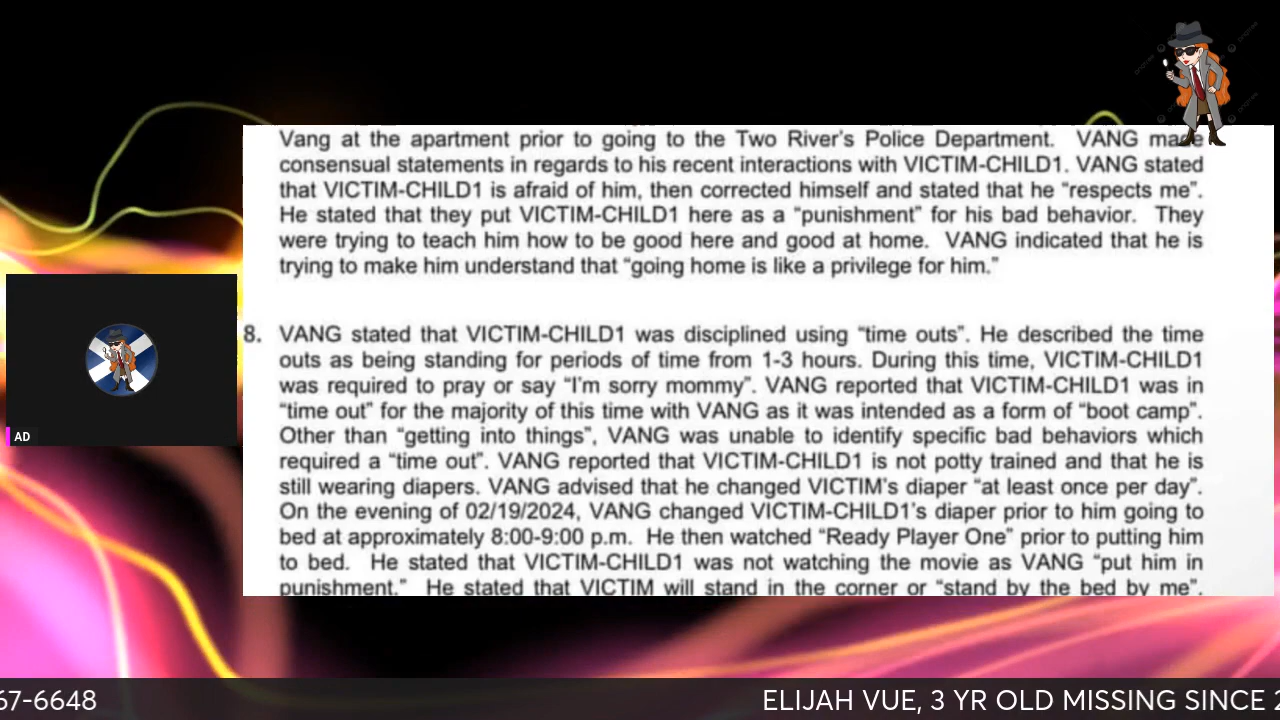 Vang at the apartment prior to going to the Two River's Police Department. VANG made
consensual statements in regards to his recent interactions with VICTIM-CHILD1. VANG stated
that VICTIM-CHILD1 is afraid of him, then corrected himself and stated that he “respects me”.
He stated that they put VICTIM-CHILD1 here as a “punishment” for his bad behavior. They
were trying to teach him how to be good here and good at home. VANG indicated that he is
trying to make him understand that “going home is like a privilege for him.”
8. VANG stated that VICTIM-CHILD1 was disciplined using “time outs”. He described the time
outs as being standing for periods of time from 1-3 hours. During this time, VICTIM-CHILD1
was required to pray or say “I’m sorry mommy”. VANG reported that VICTIM-CHILD1 was in
“time out” for the majority of this time with VANG as it was intended as a form of “boot camp”.
Other than “getting into things”, VANG was unable to identify specific bad behaviors which
required a “time out”. VANG reported that VICTIM-CHILD1 is not potty trained and that he is
still wearing diapers. VANG advised that he changed VICTIM’s diaper “at least once per day”.
On the evening of 02/19/2024, VANG changed VICTIM-CHILD1’s diaper prior to him going to
bed at approximately 8:00-9:00 p.m. He then watched “Ready Player One” prior to putting him
to bed. He stated that VICTIM-CHILD1 was not watching the movie as VANG “put him in
punishment.” He stated that VICTIM will stand in the corner or “stand by the bed by me”.
AD
67-6648
ELIJAH VUE, 3 YR OLD MISSING SINCE 2